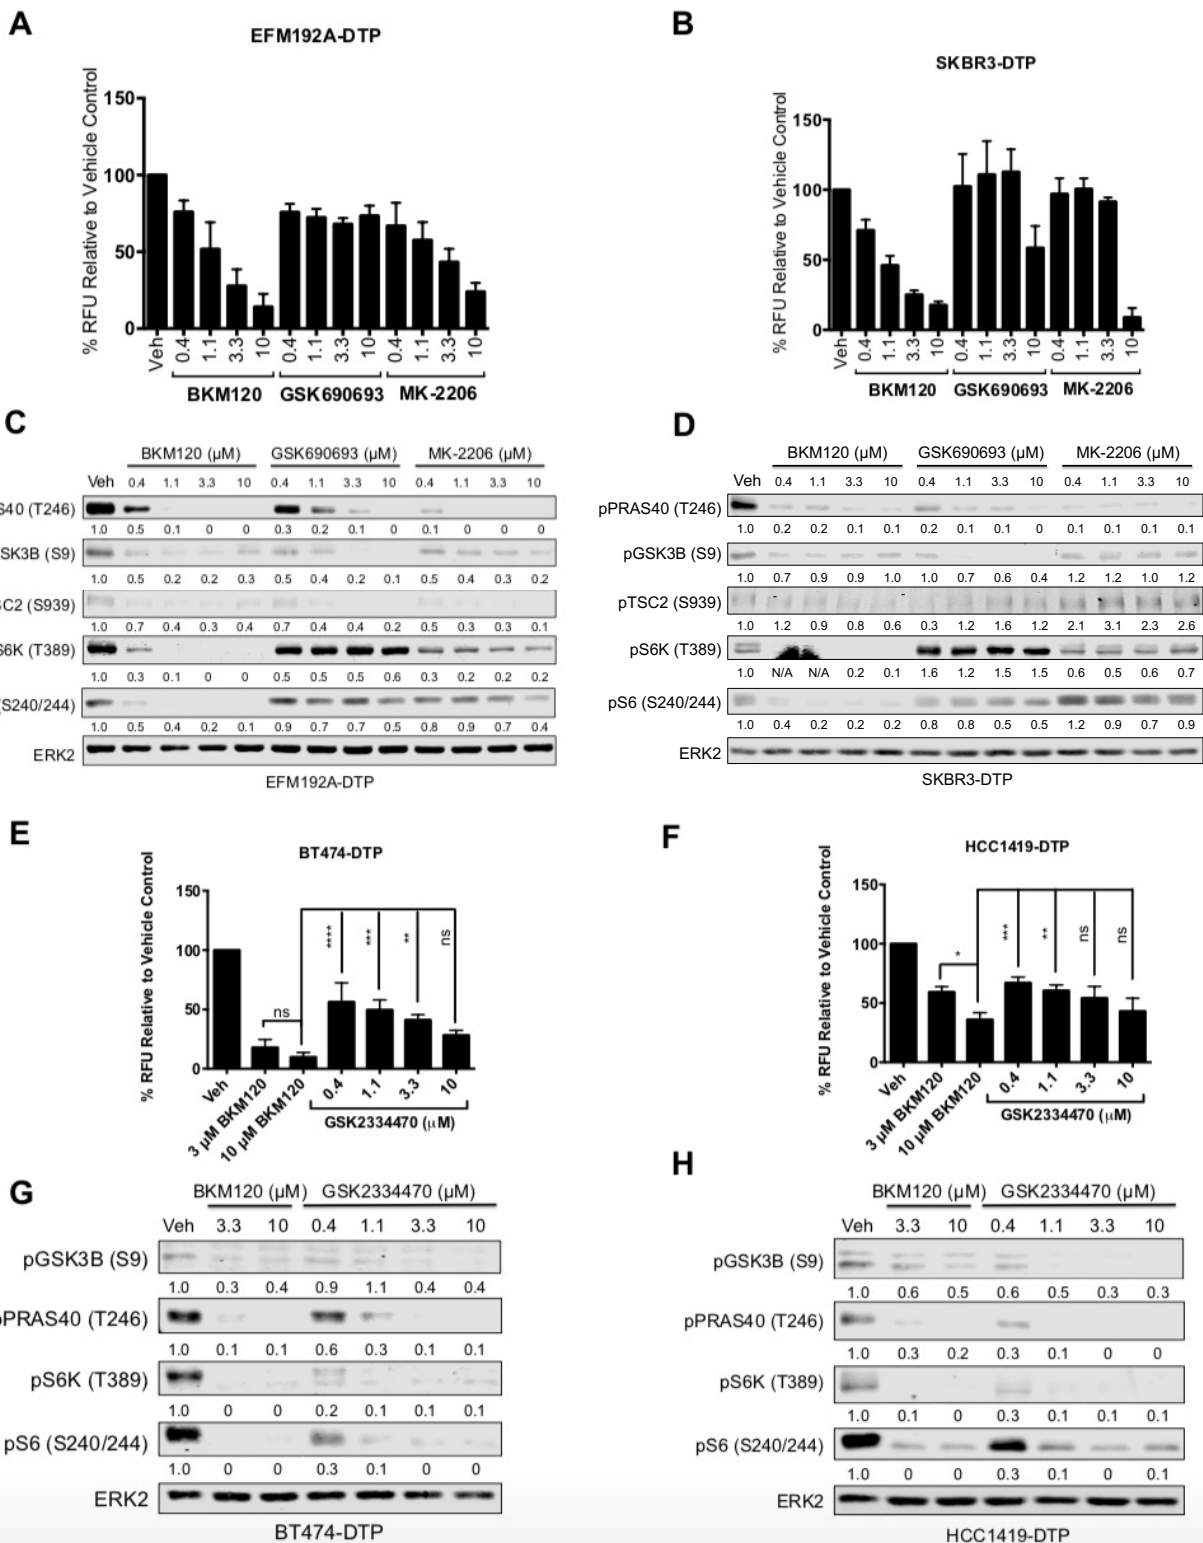 A
EFM192A-DTP
% RFU Relative to Vehicle Control
150
100
50
0
Veh 0.4 1.1 3.3 10 0.4 1.1 3.3 10 0.4 1.1 3.3 10
BKM120 GSK690693 MK-2206
B
SKBR3-DTP
% RFU Relative to Vehicle Control
150
100
50
0
Veh 0.4 1.1 3.3 10 0.4 1.1 3.3 10 0.4 1.1 3.3 10
BKM120 GSK690693 MK-2206
C
BKM120 (µM) GSK690693 (µM) MK-2206 (µM)
Veh 0.4 1.1 3.3 10 0.4 1.1 3.3 10 0.4 1.1 3.3 10
S40 (T246)
1.0 0.5 0.1 0 0 0.3 0.2 0.1 0 0.1 0 0 0
SK3B (S9)
1.0 0.5 0.2 0.2 0.3 0.5 0.4 0.2 0.1 0.5 0.4 0.3 0.2
C2 (S939)
1.0 0.7 0.4 0.3 0.4 0.7 0.4 0.4 0.2 0.5 0.3 0.3 0.1
S6K (T389)
1.0 0.3 0.1 0 0 0.5 0.5 0.5 0.6 0.3 0.2 0.2 0.2
(S240/244)
1.0 0.5 0.4 0.2 0.1 0.9 0.7 0.7 0.5 0.8 0.9 0.7 0.4
ERK2
EFM192A-DTP
D
BKM120 (µM) GSK690693 (µM) MK-2206 (µM)
Veh 0.4 1.1 3.3 10 0.4 1.1 3.3 10 0.4 1.1 3.3 10
pPRAS40 (T246)
1.0 0.2 0.2 0.1 0.1 0.2 0.1 0.1 0 0.1 0.1 0.1 0.1
pGSK3B (S9)
1.0 0.7 0.9 0.9 1.0 1.0 0.7 0.6 0.4 1.2 1.2 1.0 1.2
pTSC2 (S939)
1.0 1.2 0.9 0.8 0.6 0.3 1.2 1.6 1.2 2.1 3.1 2.3 2.6
pS6K (T389)
1.0 N/A N/A 0.2 0.1 1.6 1.2 1.5 1.5 0.6 0.5 0.6 0.7
pS6 (S240/244)
1.0 0.4 0.2 0.2 0.2 0.8 0.8 0.5 0.5 1.2 0.9 0.7 0.9
ERK2
SKBR3-DTP
E
BT474-DTP
% RFU Relative to Vehicle Control
150
100
50
0
ns **** *** ** ns
Veh 3 µM BKM120 10 µM BKM120 0.4 1.1 3.3 10
GSK2334470 (µM)
F
HCC1419-DTP
% RFU Relative to Vehicle Control
150
100
50
0
* *** ** ns ns
Veh 3 µM BKM120 10 µM BKM120 0.4 1.1 3.3 10
GSK2334470 (µM)
G
BKM120 (µM) GSK2334470 (µM)
Veh 3.3 10 0.4 1.1 3.3 10
pGSK3B (S9)
1.0 0.3 0.4 0.9 1.1 0.4 0.4
pPRAS40 (T246)
1.0 0.1 0.1 0.6 0.3 0.1 0.1
pS6K (T389)
1.0 0 0 0.2 0.1 0.1 0.1
pS6 (S240/244)
1.0 0 0 0.3 0.1 0 0
ERK2
BT474-DTP
H
BKM120 (µM) GSK2334470 (µM)
Veh 3.3 10 0.4 1.1 3.3 10
pGSK3B (S9)
1.0 0.6 0.5 0.6 0.5 0.3 0.3
pPRAS40 (T246)
1.0 0.3 0.2 0.3 0.1 0 0
pS6K (T389)
1.0 0.1 0 0.3 0.1 0.1 0.1
pS6 (S240/244)
1.0 0 0 0.3 0.1 0 0.1
ERK2
HCC1419-DTP